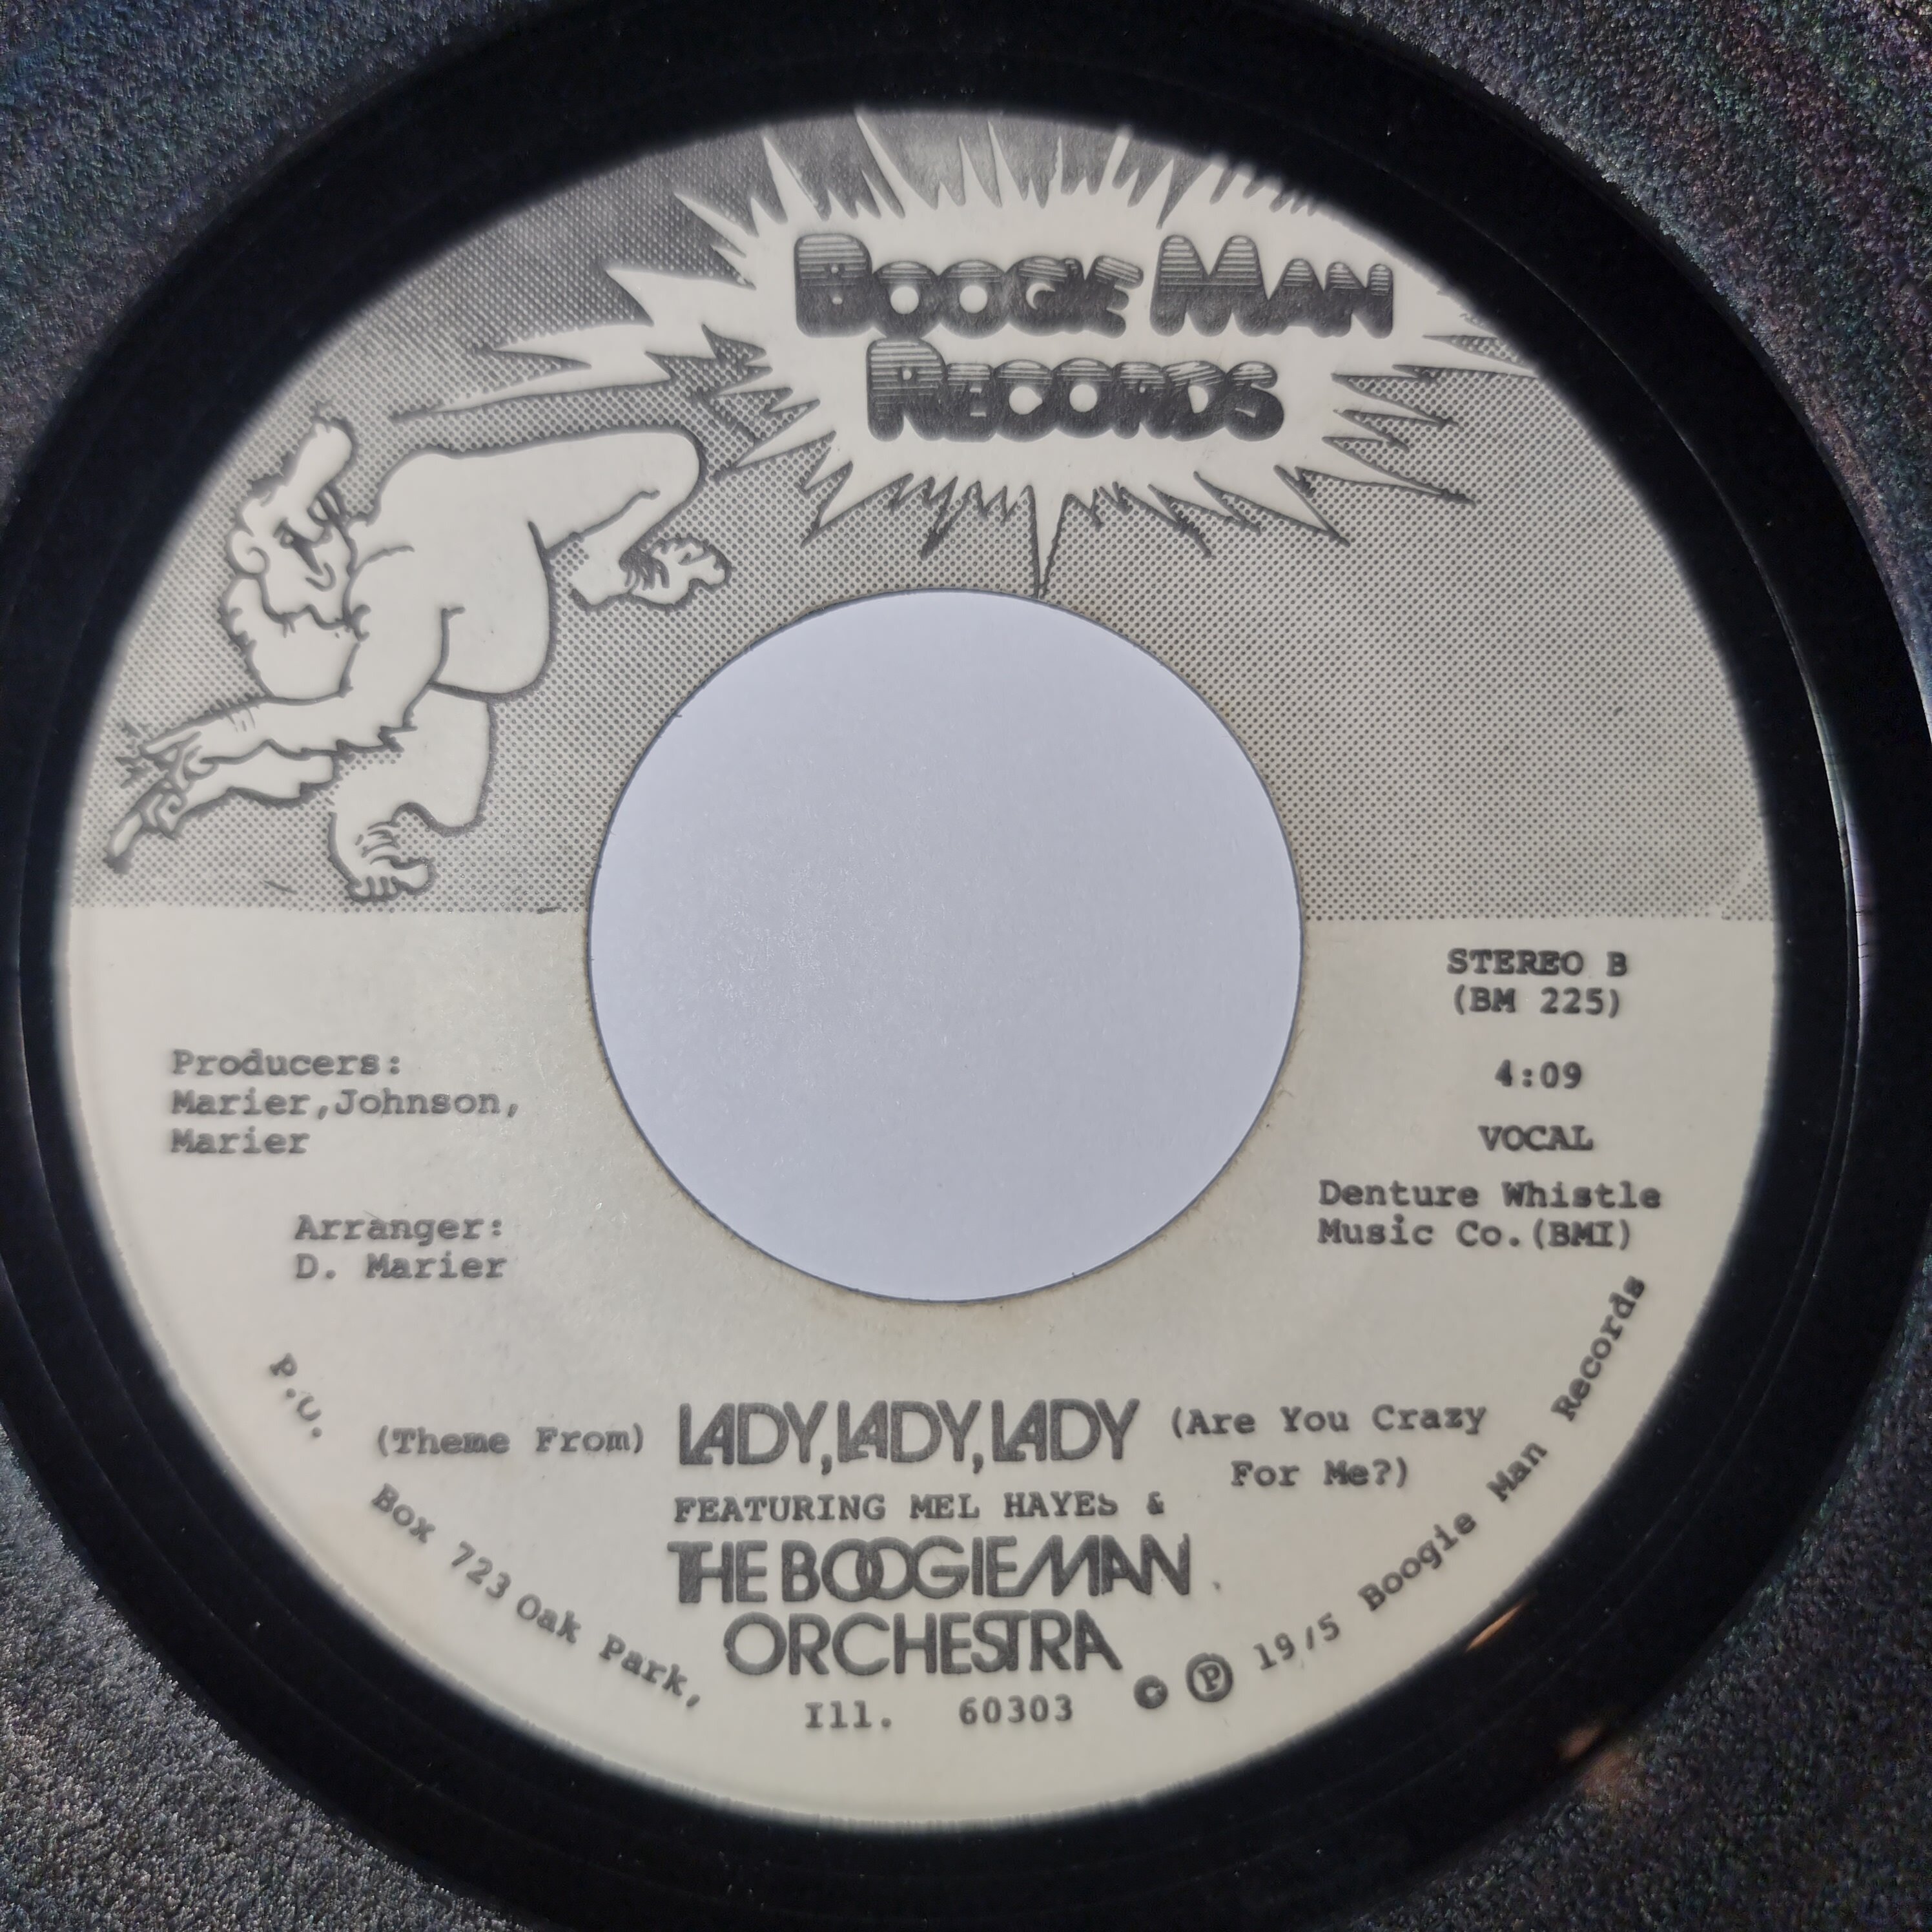 BOOGIE MAN
RECORDS
STEREO B
(BM 225)
4:09
VOCAL
Denture Whistle
Music Co.(BMI)
Producers:
Marier,Johnson,
Marier
Arranger:
D. Marier
(Theme From) LADY,LADY,LADY (Are You Crazy
For Me?)
FEATURING MEL HAYES &
THE BOOGIE MAN
ORCHESTRA
P.O. Box 723 Oak Park, Ill. 60303
© ℗ 1975 Boogie Man Records